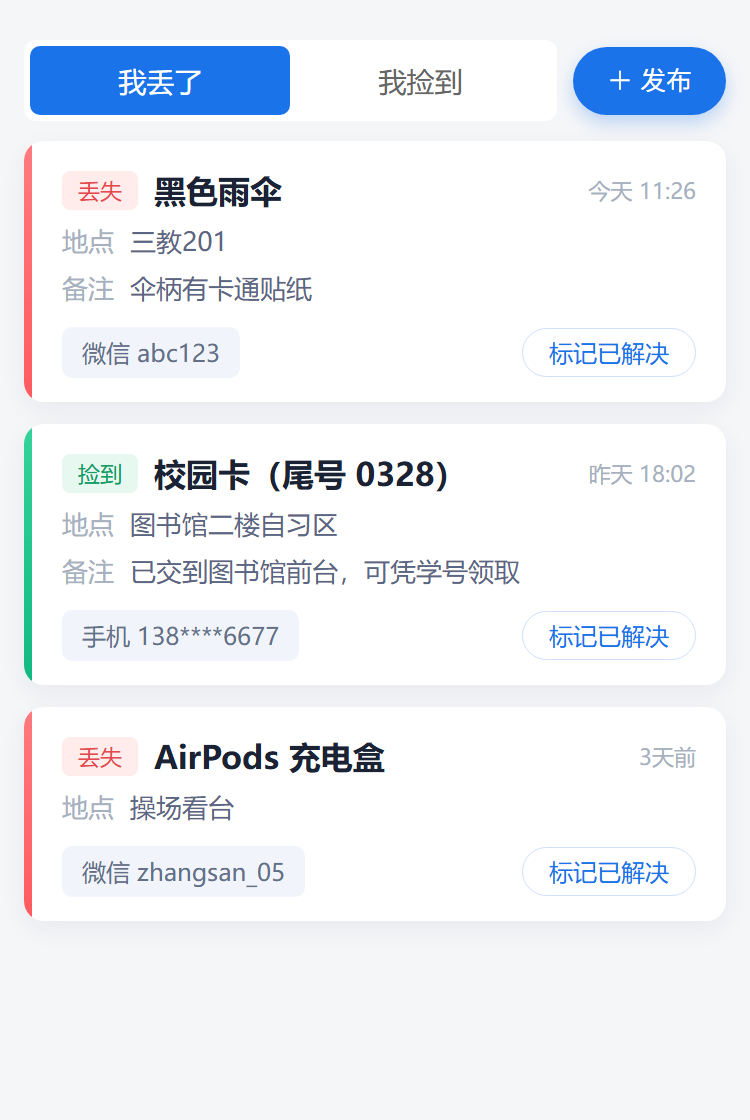 我丢了 我捡到 ＋ 发布
丢失 黑色雨伞 今天 11:26
地点 三教201
备注 伞柄有卡通贴纸
微信 abc123 标记已解决
捡到 校园卡（尾号 0328） 昨天 18:02
地点 图书馆二楼自习区
备注 已交到图书馆前台，可凭学号领取
手机 138****6677 标记已解决
丢失 AirPods 充电盒 3天前
地点 操场看台
微信 zhangsan_05 标记已解决